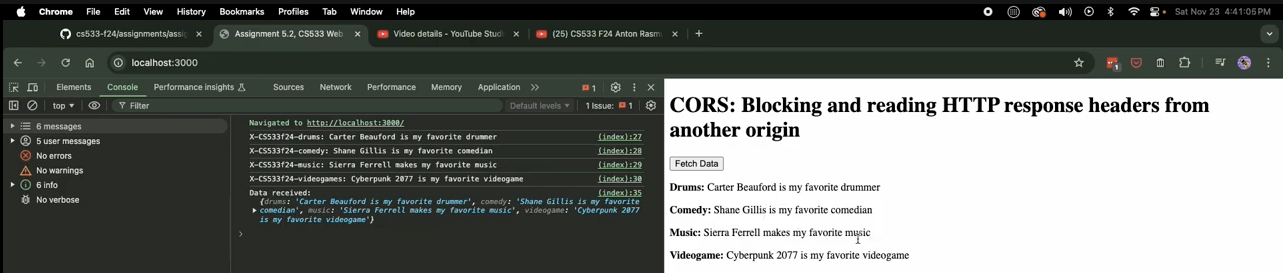 Chrome File Edit View History Bookmarks Profiles Tab Window Help Sat Nov 23 4:41:05 PM
cs533-f24/assignments/assi Assignment 5.2, CS533 Web Video details - YouTube Studi (25) CS533 F24 Anton Rasm
localhost:3000 1
Elements Console Performance insights Sources Network Performance Memory Application 1
top Filter Default levels 1 Issue: 1
6 messages
5 user messages
No errors
No warnings
6 info
No verbose
Navigated to http://localhost:3000/
X-CS533f24-drums: Carter Beauford is my favorite drummer (index):27
X-CS533f24-comedy: Shane Gillis is my favorite comedian (index):28
X-CS533f24-music: Sierra Ferrell makes my favorite music (index):29
X-CS533f24-videogames: Cyberpunk 2077 is my favorite videogame (index):30
Data received: (index):35
{drums: 'Carter Beauford is my favorite drummer', comedy: 'Shane Gillis is my favorite
comedian', music: 'Sierra Ferrell makes my favorite music', videogame: 'Cyberpunk 2077
is my favorite videogame'}
CORS: Blocking and reading HTTP response headers from
another origin
Fetch Data
Drums: Carter Beauford is my favorite drummer
Comedy: Shane Gillis is my favorite comedian
Music: Sierra Ferrell makes my favorite music
Videogame: Cyberpunk 2077 is my favorite videogame